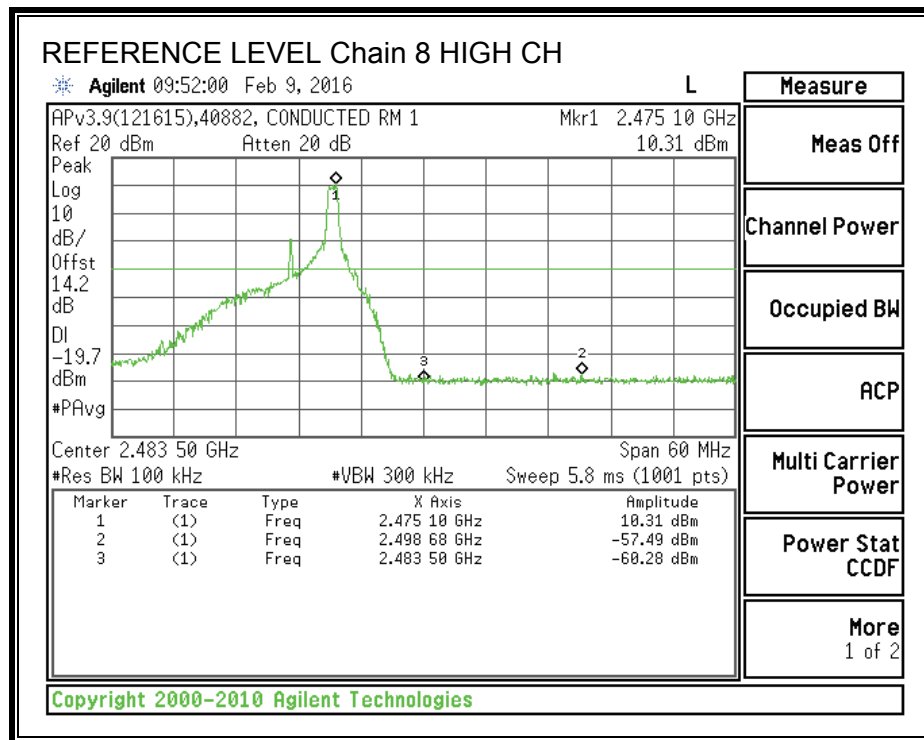 REFERENCE LEVEL Chain 8 HIGH CH
Agilent 09:52:00 Feb 9, 2016 L
APv3.9(121615),40882, CONDUCTED RM 1 Mkr1 2.475 10 GHz
Ref 20 dBm Atten 20 dB 10.31 dBm
Peak
Log
10
dB/
Offst
14.2
dB
DI
-19.7
dBm
#PAvg
1
3
2
Center 2.483 50 GHz Span 60 MHz
#Res BW 100 kHz #VBW 300 kHz Sweep 5.8 ms (1001 pts)
Marker Trace Type X Axis Amplitude
1 (1) Freq 2.475 10 GHz 10.31 dBm
2 (1) Freq 2.498 68 GHz -57.49 dBm
3 (1) Freq 2.483 50 GHz -60.28 dBm
Measure
Meas Off
Channel Power
Occupied BW
ACP
Multi Carrier
Power
Power Stat
CCDF
More
1 of 2
Copyright 2000-2010 Agilent Technologies